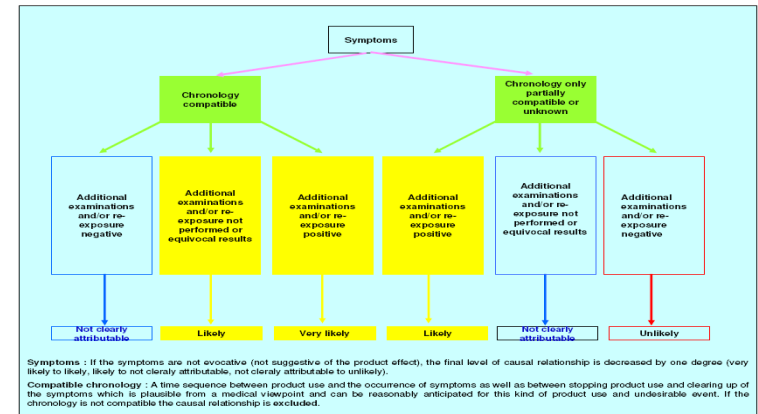 Symptoms
Chronology
compatible
Chronology only
partially
compatible or
unknown
Additional
examinations
and/or re-
exposure
negative
Additional
examinations
and/or re-
exposure not
performed or
equivocal results
Additional
examinations
and/or re-
exposure
positive
Additional
examinations
and/or re-
exposure
positive
Additional
examinations
and/or re-
exposure not
performed or
equivocal results
Additional
examinations
and/or re-
exposure
negative
Not clearly
attributable
Likely
Very likely
Likely
Not clearly
attributable
Unlikely
Symptoms : If the symptoms are not evocative (not suggestive of the product effect), the final level of causal relationship is decreased by one degree (very
likely to likely, likely to not cleraly attributable, not cleraly attributable to unlikely).
Compatible chronology : A time sequence between product use and the occurrence of symptoms as well as between stopping product use and clearing up of
the symptoms which is plausible from a medical viewpoint and can be reasonably anticipated for this kind of product use and undesirable event. If the
chronology is not compatible the causal relationship is excluded.